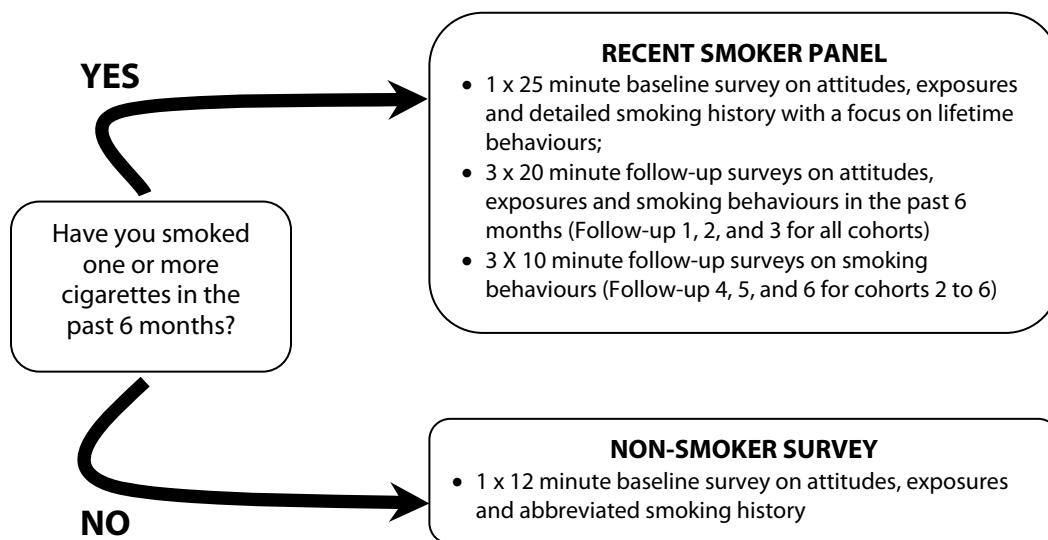 YES
RECENT SMOKER PANEL
• 1 x 25 minute baseline survey on attitudes, exposures
and detailed smoking history with a focus on lifetime
behaviours;
• 3 x 20 minute follow-up surveys on attitudes,
exposures and smoking behaviours in the past 6
months (Follow-up 1, 2, and 3 for all cohorts)
• 3 X 10 minute follow-up surveys on smoking
behaviours (Follow-up 4, 5, and 6 for cohorts 2 to 6)
Have you smoked
one or more
cigarettes in the
past 6 months?
NO
NON-SMOKER SURVEY
• 1 x 12 minute baseline survey on attitudes, exposures
and abbreviated smoking history